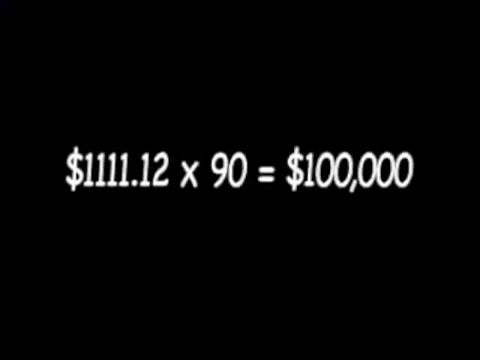 $1111.12 x 90 = $100,000